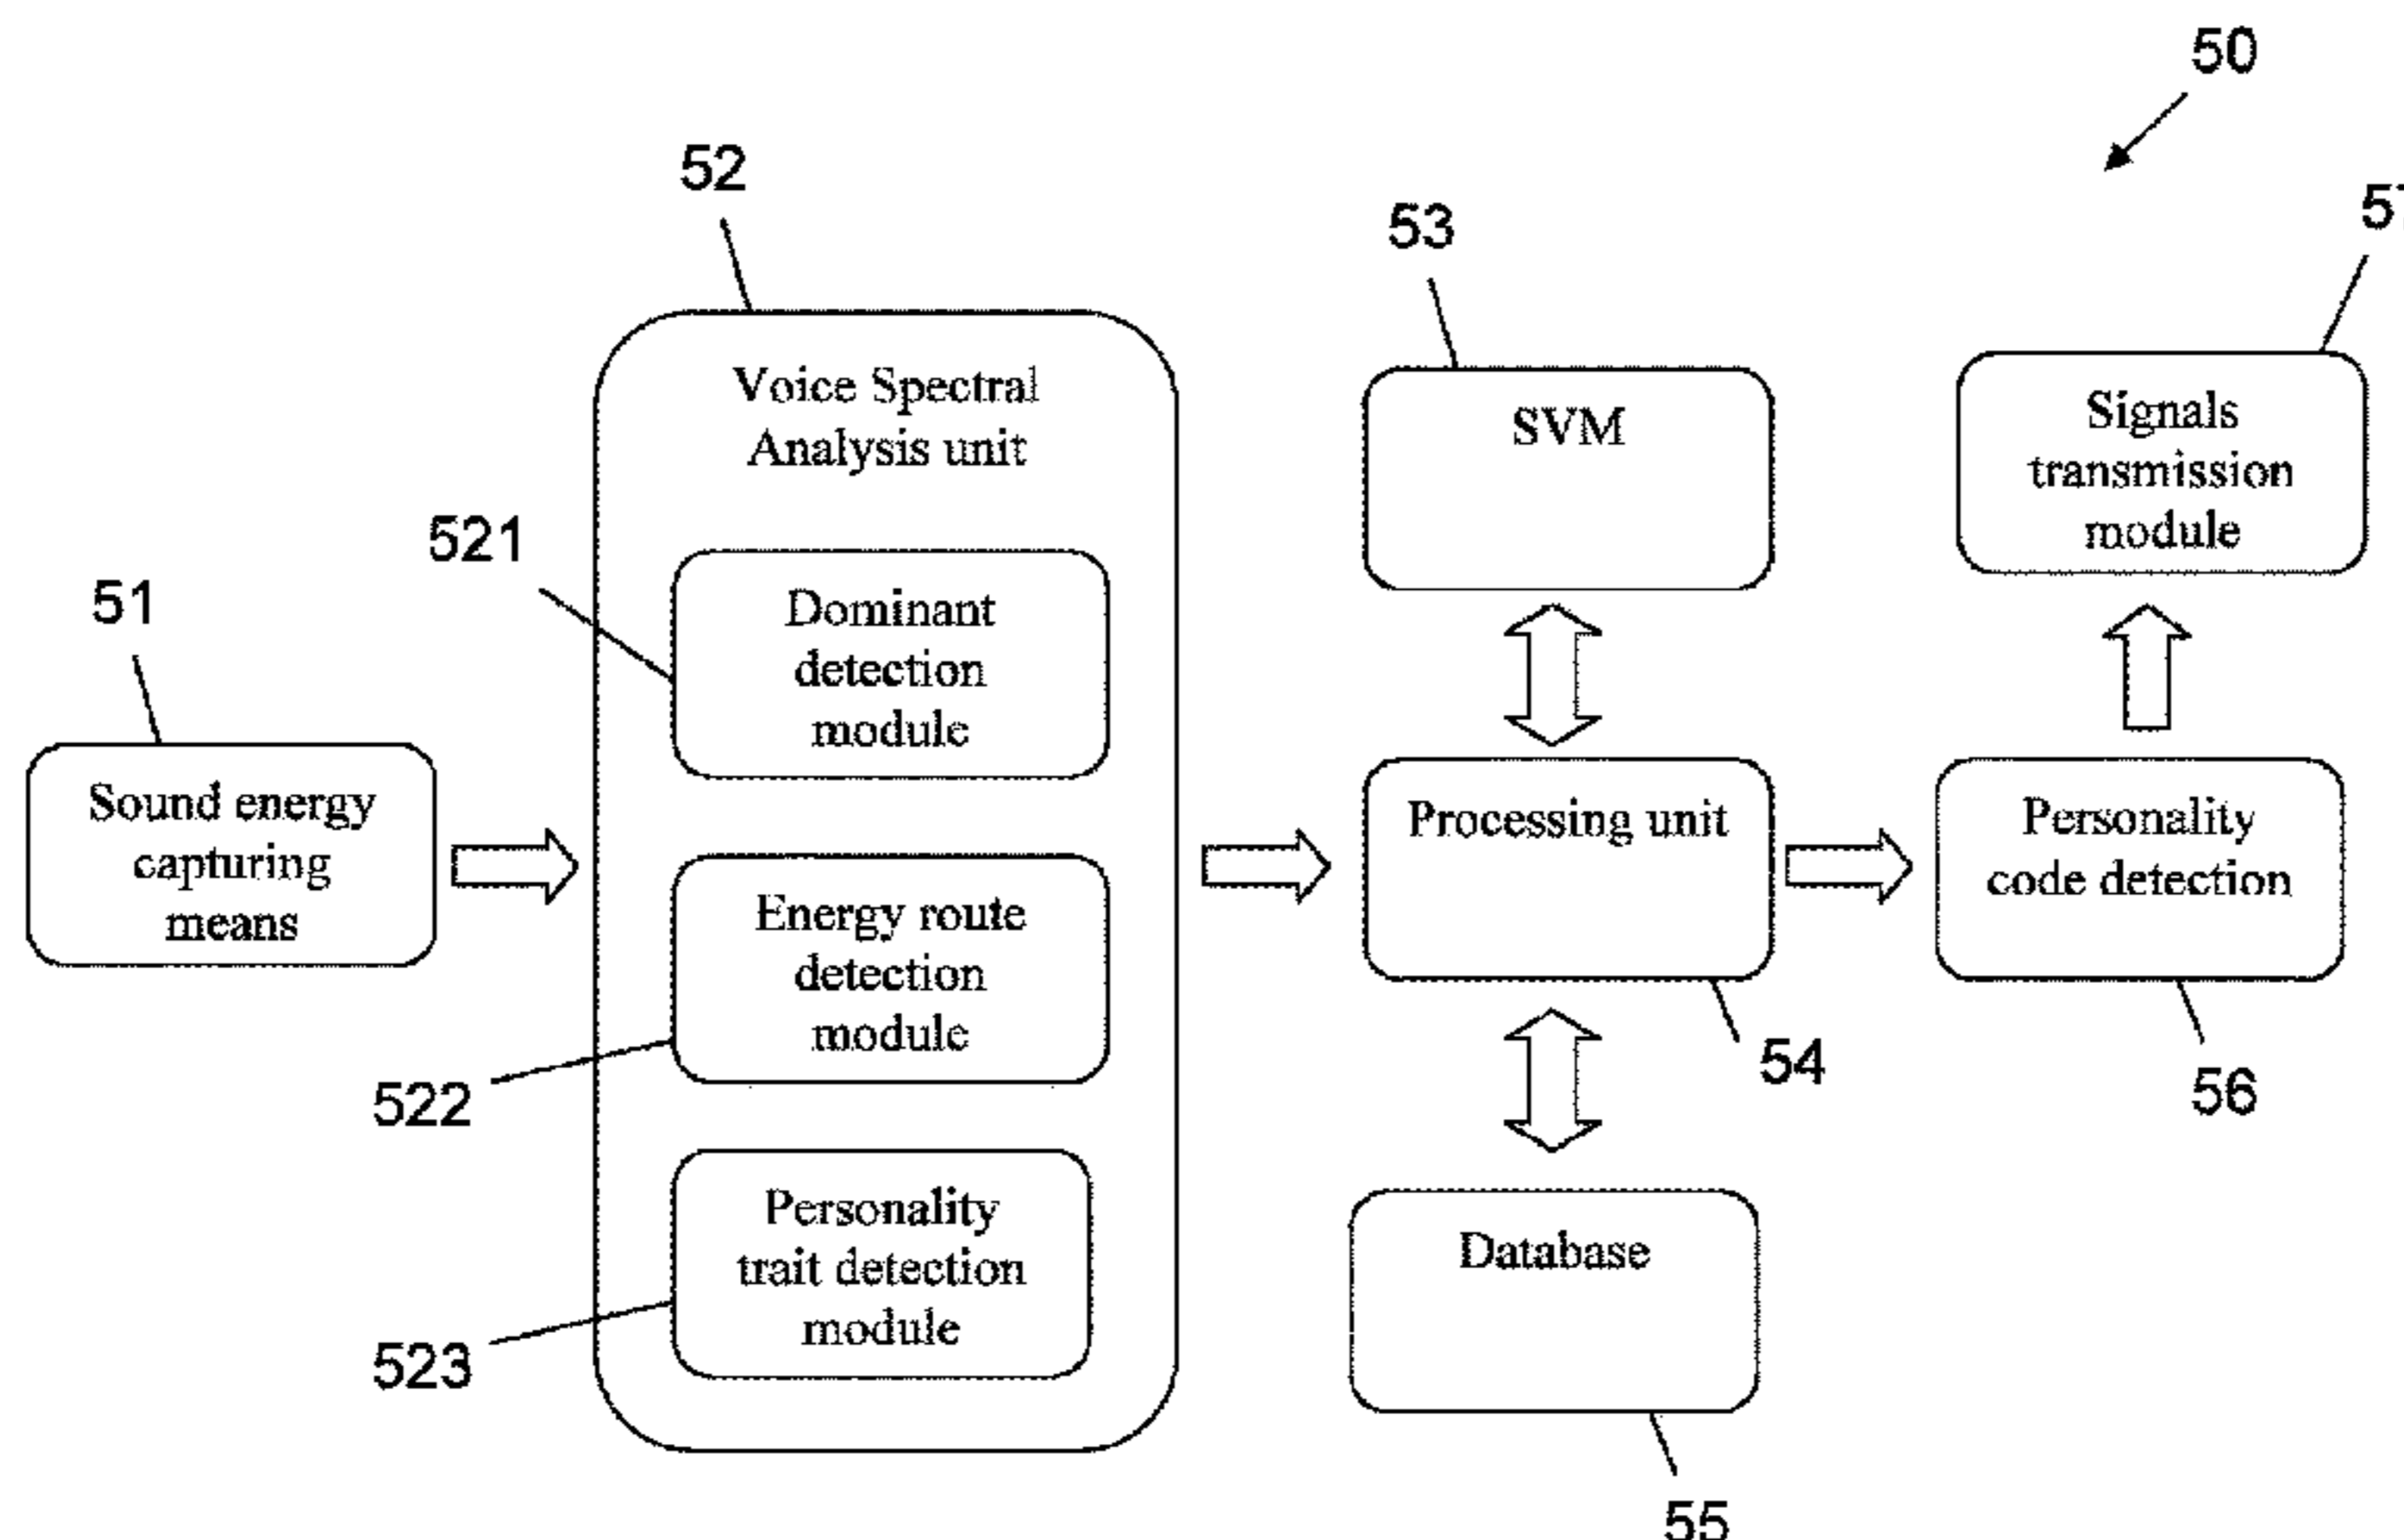 50
52
57
53
Voice Spectral
Analysis unit
SVM
Signals
transmission
module
521
51
Dominant
detection
module
Sound energy
capturing
means
Processing unit
Personality
code detection
Energy route
detection
module
54
56
522
Personality
trait detection
module
Database
523
55